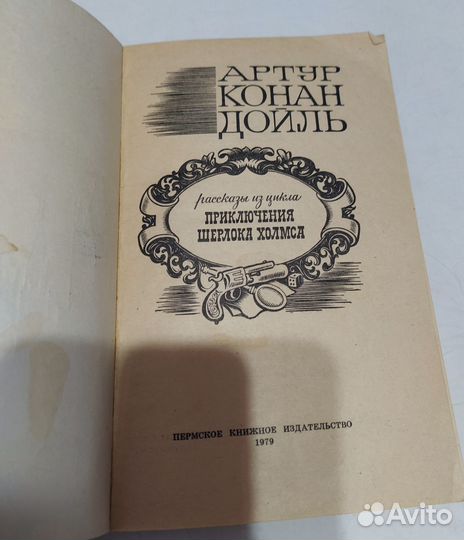 АРТУР
КОНАН
ДОЙЛЬ
рассказы из цикла
ПРИКЛЮЧЕНИЯ
ШЕРЛОКА ХОЛМСА
ПЕРМСКОЕ КНИЖНОЕ ИЗДАТЕЛЬСТВО
1979
Avito